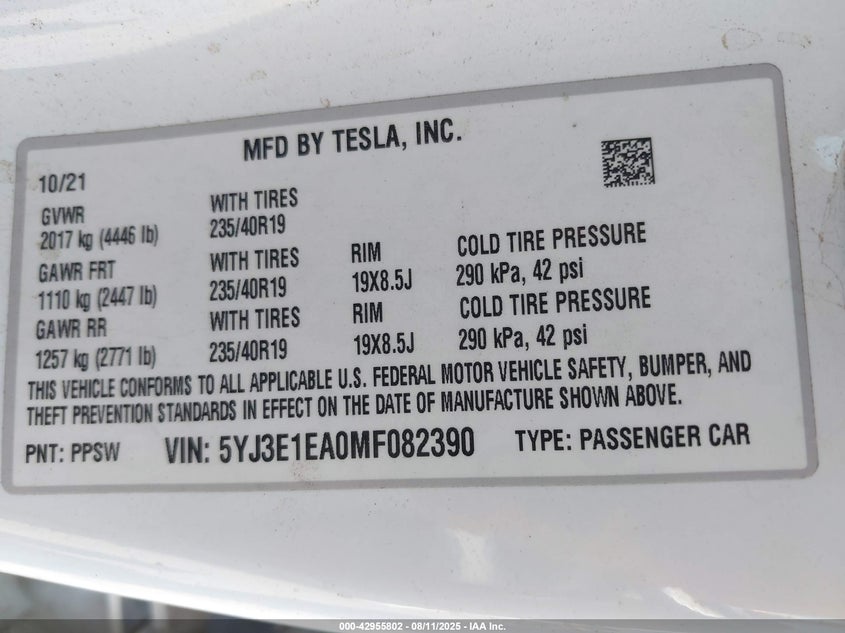 MFD BY TESLA, INC.
10/21
GVWR WITH TIRES
2017 kg (4446 lb) 235/40R19
GAWR FRT WITH TIRES RIM COLD TIRE PRESSURE
1110 kg (2447 lb) 235/40R19 19X8.5J 290 kPa, 42 psi
GAWR RR WITH TIRES RIM COLD TIRE PRESSURE
1257 kg (2771 lb) 235/40R19 19X8.5J 290 kPa, 42 psi
THIS VEHICLE CONFORMS TO ALL APPLICABLE U.S. FEDERAL MOTOR VEHICLE SAFETY, BUMPER, AND
THEFT PREVENTION STANDARDS IN EFFECT ON THE DATE OF MANUFACTURE SHOWN ABOVE.
PNT: PPSW VIN: 5YJ3E1EA0MF082390 TYPE: PASSENGER CAR
000-42955802 - 08/11/2025 - IAA Inc.